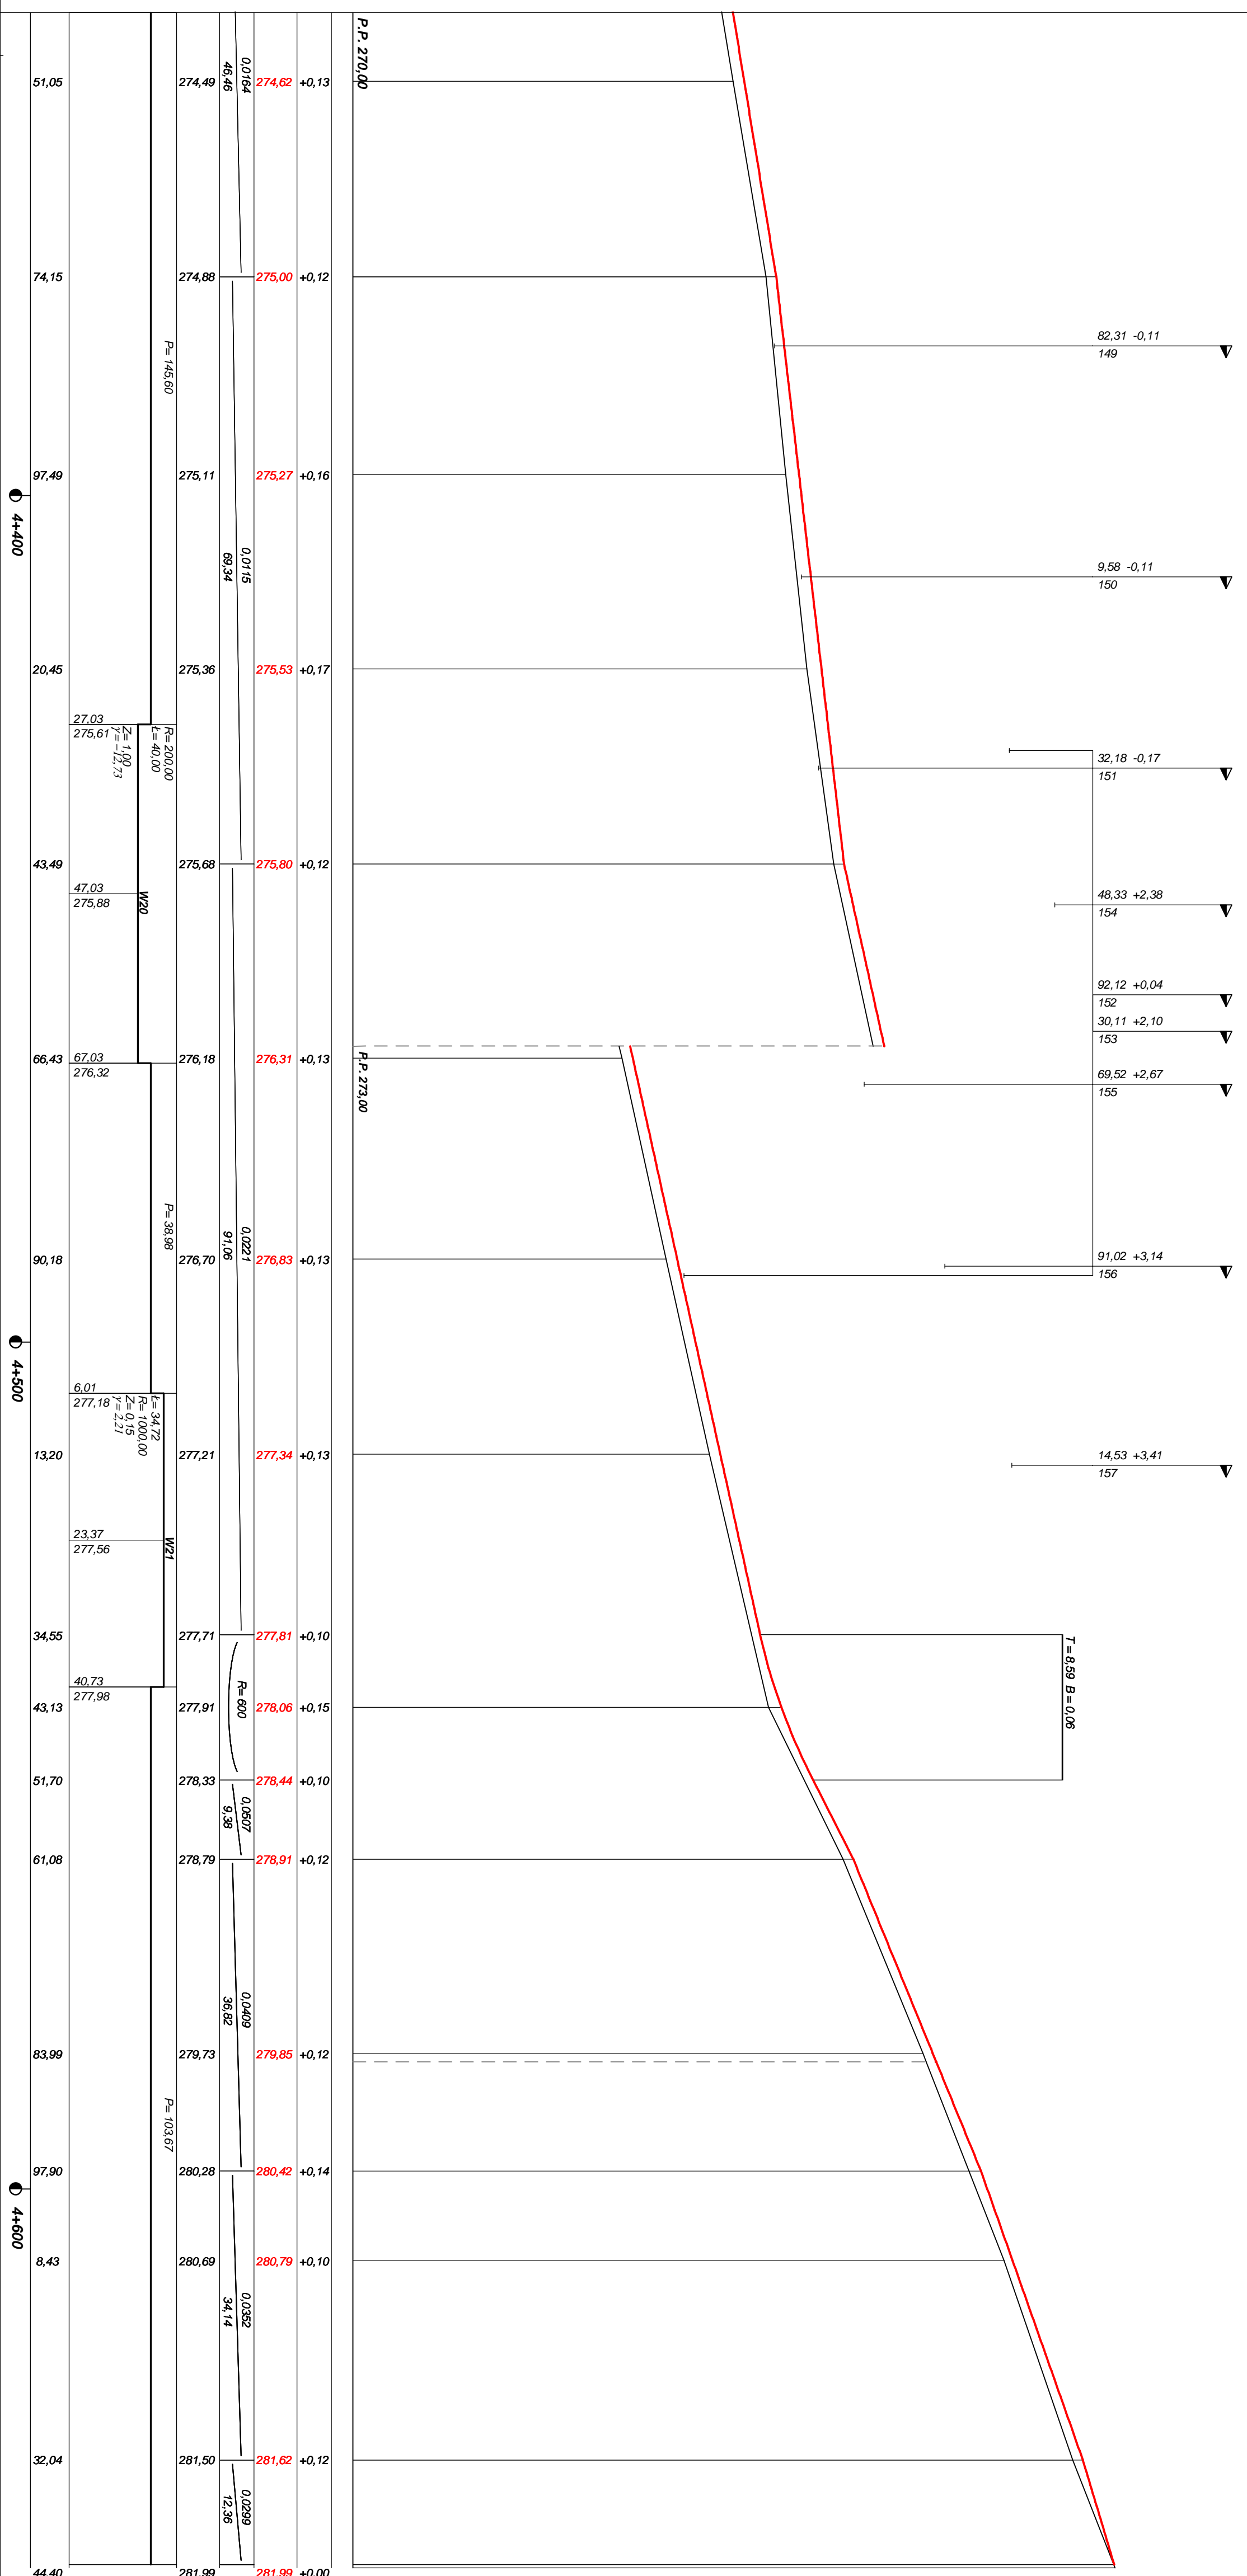 P.P. 270,00
51,05 274,49 0,0164 46,46 274,62 +0,13
74,15 274,88 275,00 +0,12
82,31 -0,11
149
P= 145,60
97,49 275,11 275,27 +0,16
4+400
0,0115
69,34
9,58 -0,11
150
20,45 275,36 275,53 +0,17
27,03
275,61
R= 200,00
Ł= 40,00
Z= 1,00
γ = −12,73
32,18 -0,17
151
43,49 275,68 275,80 +0,12
47,03
275,88
W20
48,33 +2,38
154
92,12 +0,04
152
30,11 +2,10
153
66,43 276,18 276,31 +0,13
67,03
276,32
P.P. 273,00
69,52 +2,67
155
P= 38,98
0,0221
91,06
90,18 276,70 276,83 +0,13
91,02 +3,14
156
4+500
6,01
277,18
Ł= 34,72
R= 1000,00
Z= 0,15
γ = 2,21
13,20 277,21 277,34 +0,13
14,53 +3,41
157
23,37
277,56
W21
34,55 277,71 277,81 +0,10
T = 8,59 B = 0,06
R= 600
40,73
277,98
43,13 277,91 278,06 +0,15
51,70 278,33 278,44 +0,10
0,0507
9,38
61,08 278,79 278,91 +0,12
0,0409
36,82
83,99 279,73 279,85 +0,12
P= 103,67
97,90 280,28 280,42 +0,14
4+600
8,43 280,69 280,79 +0,10
0,0352
34,14
32,04 281,50 281,62 +0,12
0,0299
12,36
44,40 281,99 281,99 +0,00